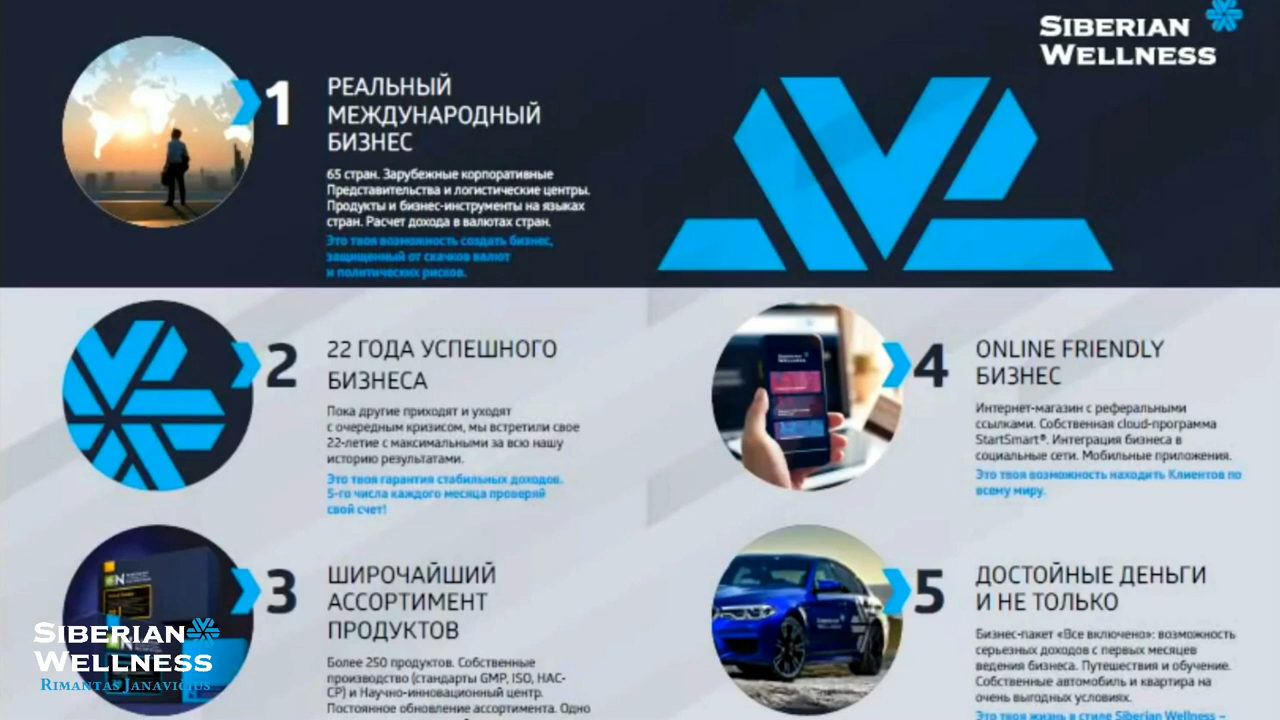 SIBERIAN
WELLNESS
1
РЕАЛЬНЫЙ
МЕЖДУНАРОДНЫЙ
БИЗНЕС
65 стран. Зарубежные корпоративные
Представительства и логистические центры.
Продукты и бизнес-инструменты на языках
стран. Расчет дохода в валютах стран.
Это твоя возможность создать бизнес,
защищенный от скачков валют
и политических рисков.
2
22 ГОДА УСПЕШНОГО
БИЗНЕСА
Пока другие приходят и уходят
с очередным кризисом, мы встретили свое
22-летие с максимальными за всю нашу
историю результатами.
Это твоя гарантия стабильных доходов.
5-го числа каждого месяца проверяй
свой счет!
3
ШИРОЧАЙШИЙ
АССОРТИМЕНТ
ПРОДУКТОВ
Более 250 продуктов. Собственные
производство (стандарты GMP, ISO, HAC-
CP) и Научно-инновационный центр.
Постоянное обновление ассортимента. Одно
4
ONLINE FRIENDLY
БИЗНЕС
Интернет-магазин с реферальными
ссылками. Собственная cloud-программа
StartSmart®. Интеграция бизнеса в
социальные сети. Мобильные приложения.
Это твоя возможность находить Клиентов по
всему миру.
5
ДОСТОЙНЫЕ ДЕНЬГИ
И НЕ ТОЛЬКО
Бизнес-пакет «Все включено»: возможность
серьезных доходов с первых месяцев
ведения бизнеса. Путешествия и обучение.
Собственные автомобиль и квартира на
очень выгодных условиях.
Это твоя жизнь в стиле Siberian Wellness –
SIBERIAN
WELLNESS
RIMANTAS JANAVIČIUS